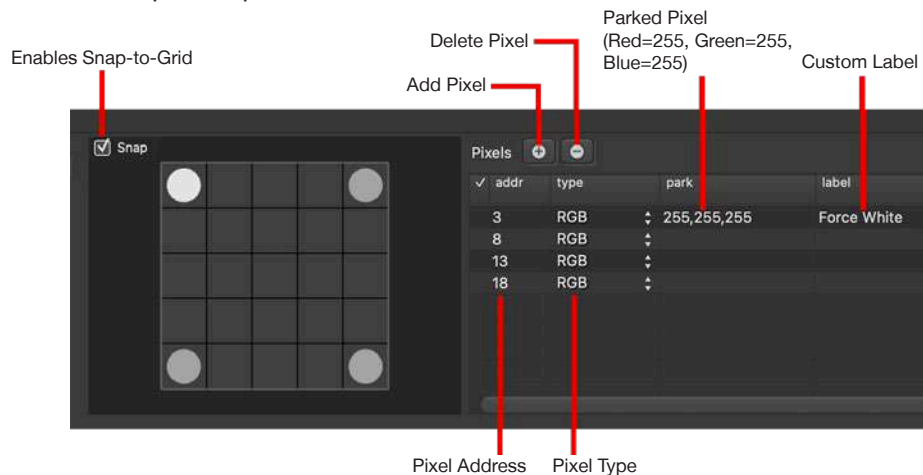 Parked Pixel
(Red=255, Green=255,
Blue=255)
Delete Pixel
Enables Snap-to-Grid
Custom Label
Add Pixel
Snap
Pixels
addr type park label
3 RGB 255,255,255 Force White
8 RGB
13 RGB
18 RGB
Pixel Address Pixel Type